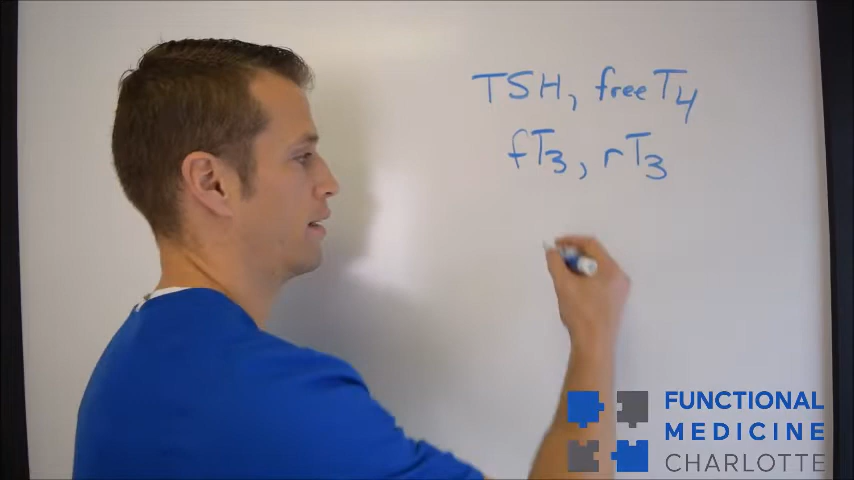 TSH, free T4
fT3, rT3
FUNCTIONAL
MEDICINE
CHARLOTTE